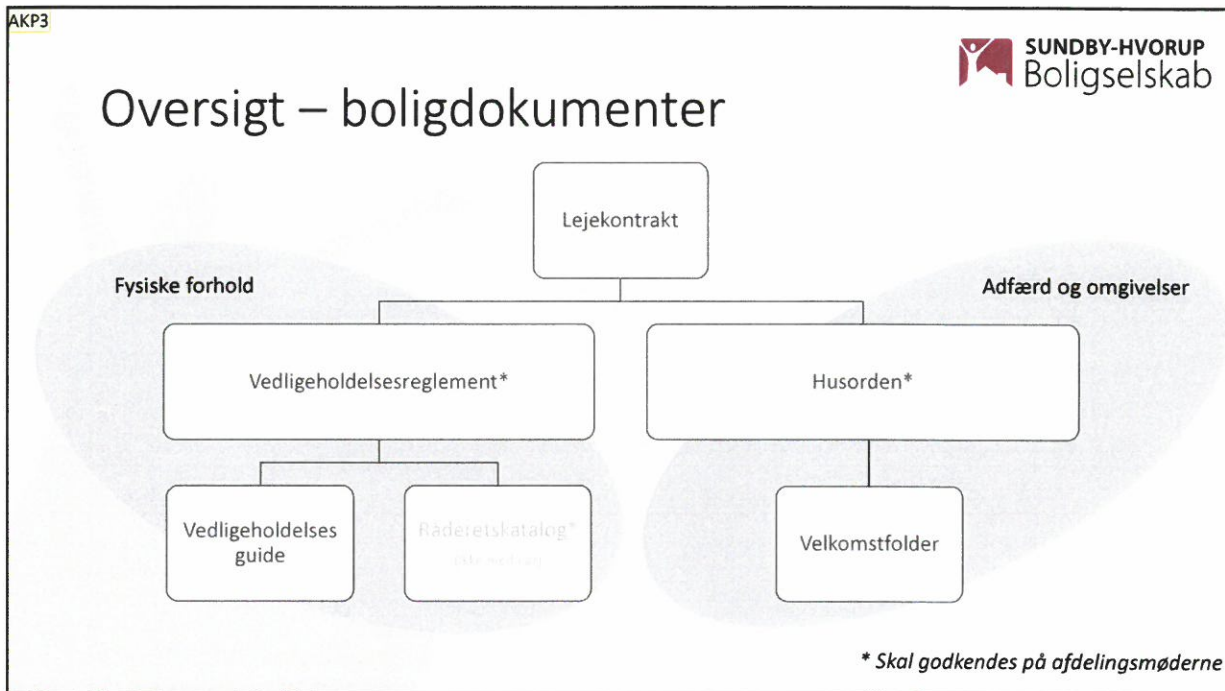 AKP3
SUNDBY-HVORUP
Boligselskab
Oversigt – boligdokumenter
Lejekontrakt
Fysiske forhold
Adfærd og omgivelser
Vedligeholdelsesreglement*
Husorden*
Vedligeholdelses
guide
Råderetskatalog*
Velkomstfolder
* Skal godkendes på afdelingsmøderne